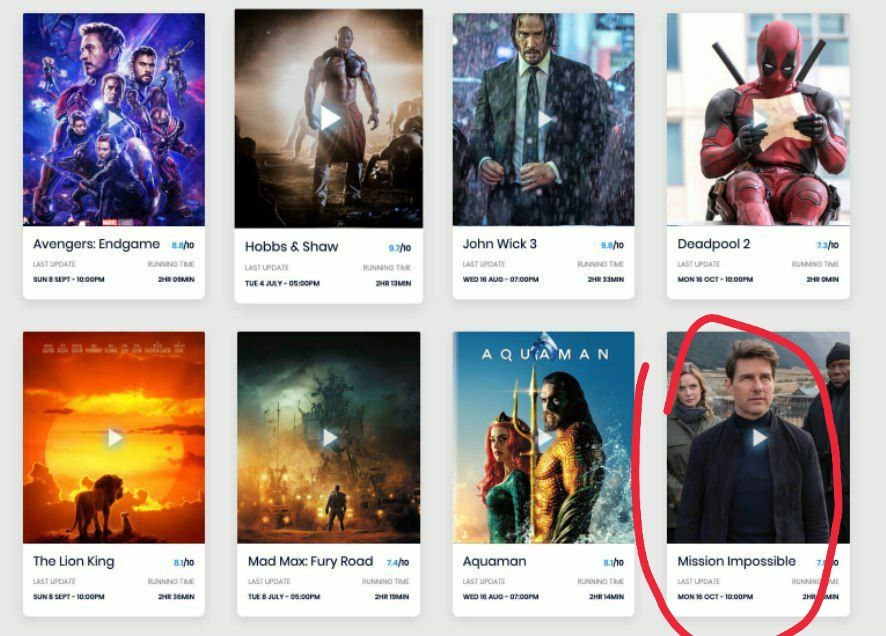 MARVEL STUDIOS
Avengers: Endgame 8.8/10
LAST UPDATE RUNNING TIME
SUN 8 SEPT - 10:00PM 2HR 09MIN
Hobbs & Shaw 9.7/10
LAST UPDATE RUNNING TIME
TUE 4 JULY - 05:00PM 2HR 13MIN
John Wick 3 9.8/10
LAST UPDATE RUNNING TIME
WED 16 AUG - 07:00PM 2HR 33MIN
Deadpool 2 7.3/10
LAST UPDATE RUNNING TIME
MON 16 OCT - 10:00PM 2HR 0MIN
The Lion King 8.1/10
LAST UPDATE RUNNING TIME
SUN 8 SEPT - 10:00PM 2HR 36MIN
Mad Max: Fury Road 7.4/10
LAST UPDATE RUNNING TIME
TUE 8 JULY - 05:00PM 2HR 19MIN
AQUAMAN
Aquaman 8.1/10
LAST UPDATE RUNNING TIME
WED 16 AUG - 07:00PM 2HR 14MIN
Mission Impossible
LAST UPDATE RUNNING TIME
MON 16 OCT - 10:00PM